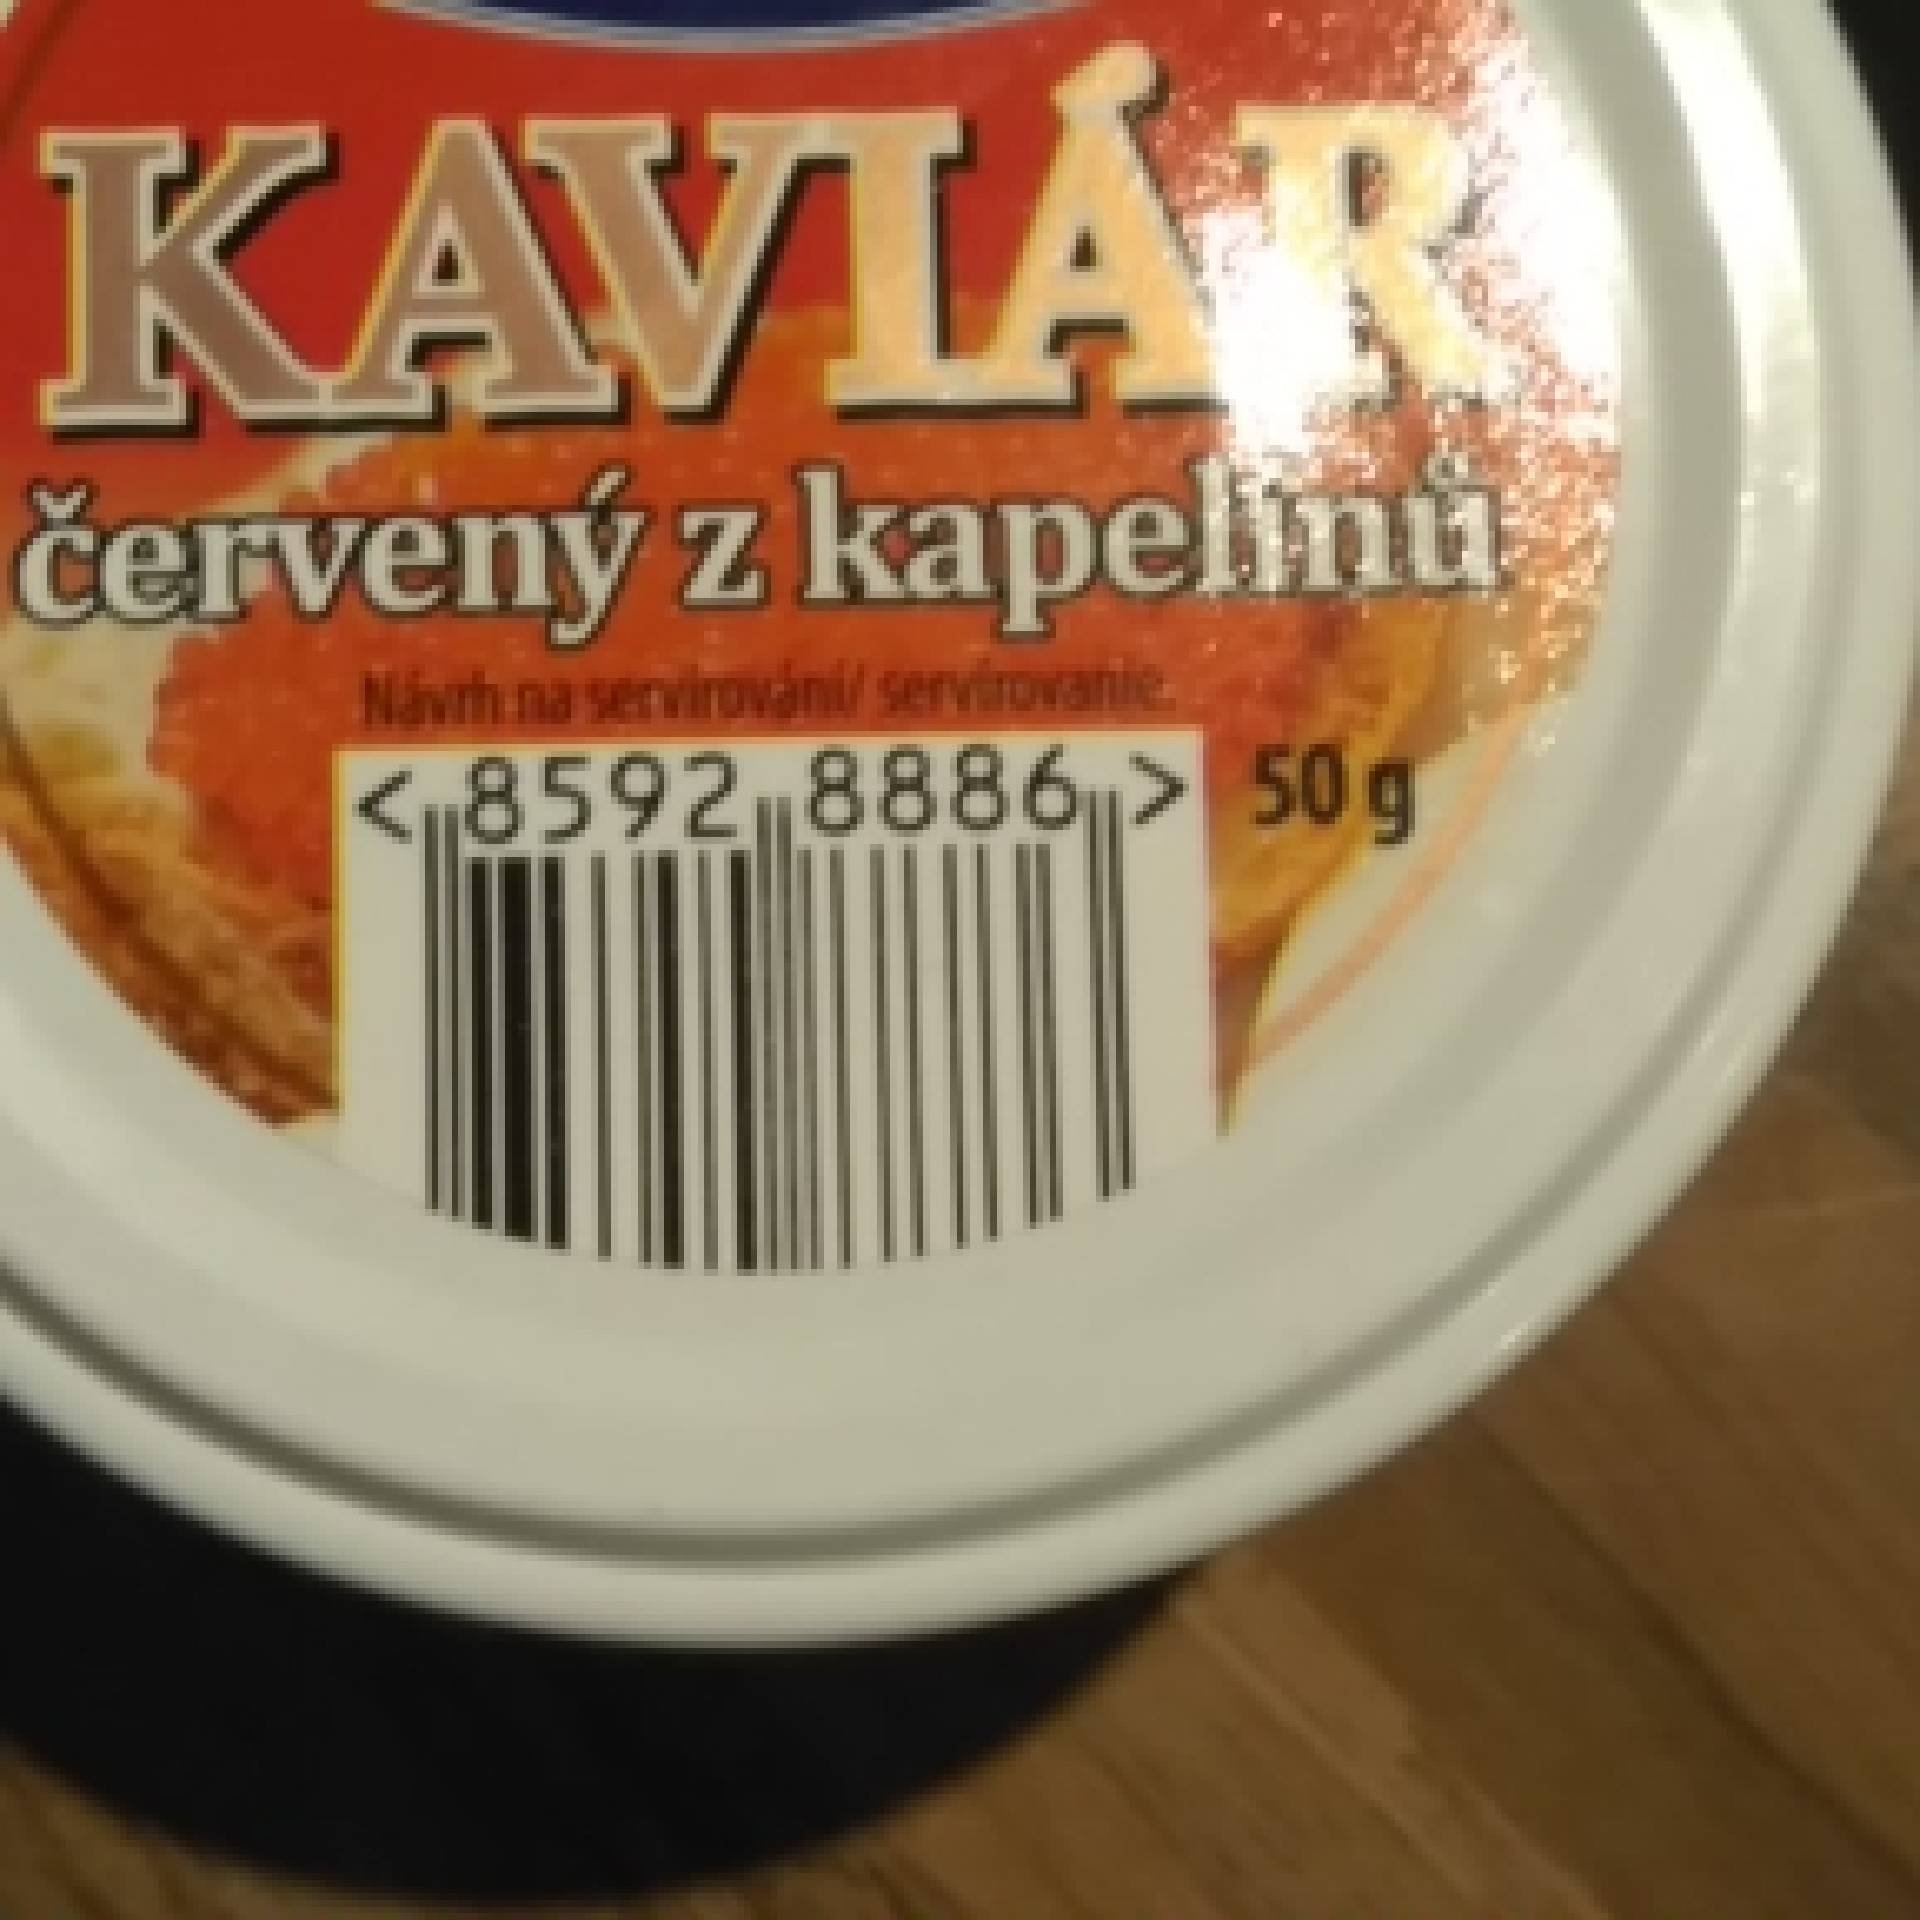 KAVIÁR
červený z kapelínů
Návrh na servírování/ servírovanie.
<8592 8886> 50 g